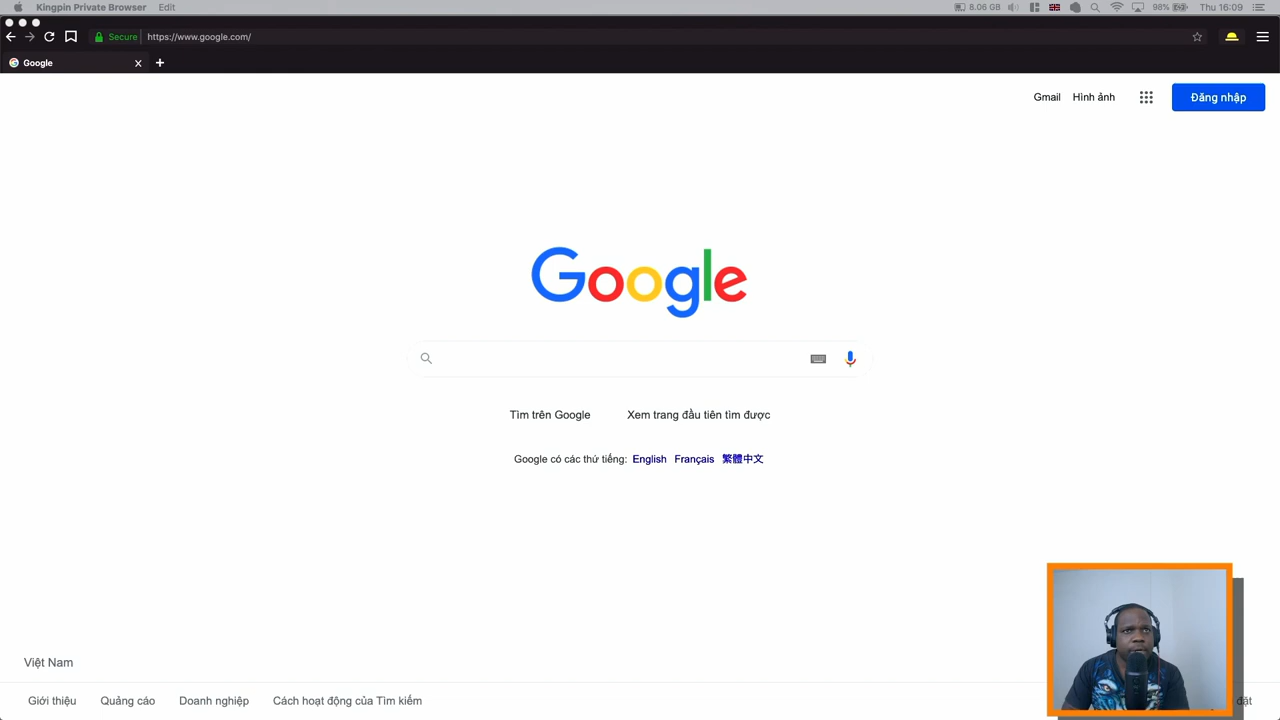 Kingpin Private Browser Edit 8.06 GB 98% Thu 16:09
Secure https://www.google.com/
Google
Gmail Hình ảnh Đăng nhập
Google
Tìm trên Google Xem trang đầu tiên tìm được
Google có các thứ tiếng: English Français 繁體中文
Việt Nam
Giới thiệu Quảng cáo Doanh nghiệp Cách hoạt động của Tìm kiếm đặt